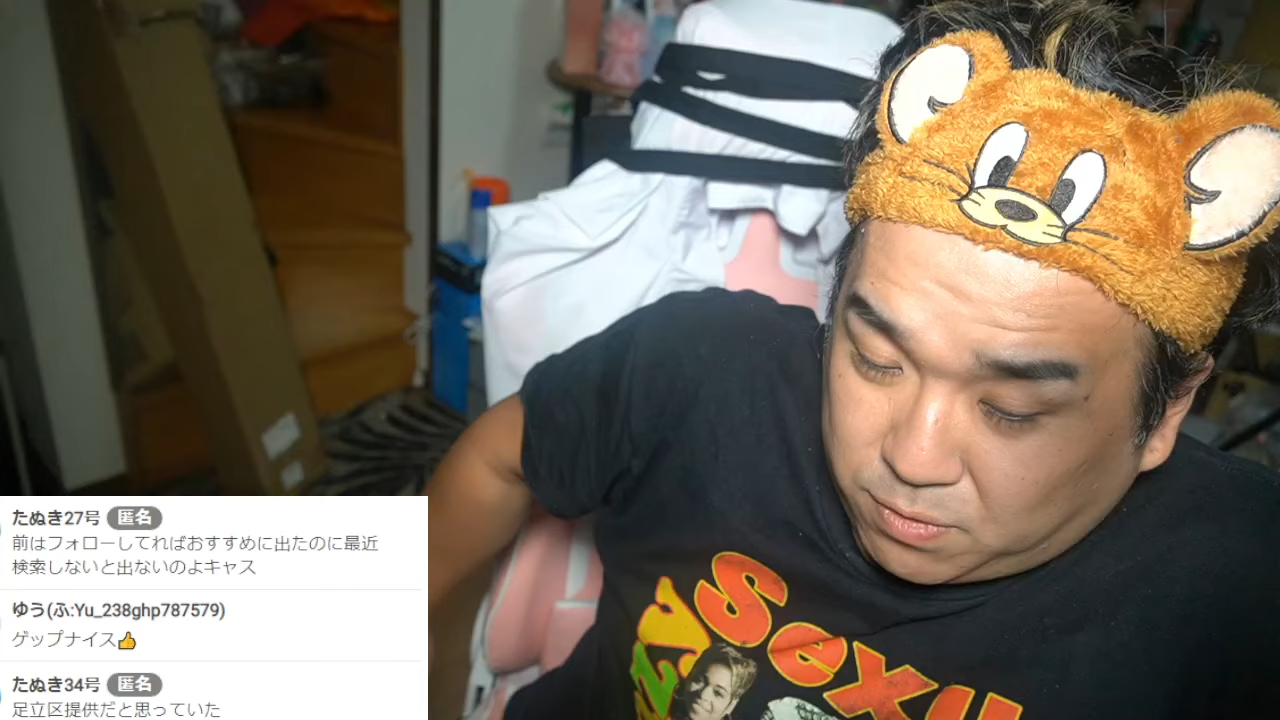 たぬき27号 匿名
前はフォローしてればおすすめに出たのに最近
検索しないと出ないのよキャス
ゆう(ふ:Yu_238ghp787579)
ゲップナイス👍
たぬき34号 匿名
足立区提供だと思っていた
Sexy